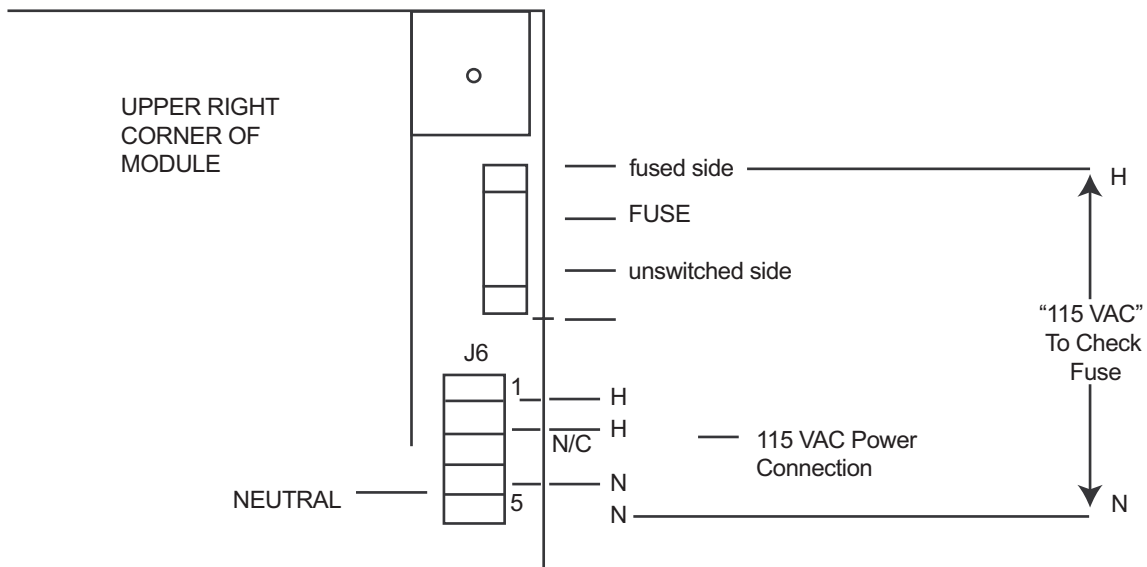 UPPER RIGHT
CORNER OF
MODULE
fused side
FUSE
unswitched side
H
“115 VAC”
To Check
Fuse
N
J6
1
H
H
N/C
N
5
N
115 VAC Power
Connection
NEUTRAL